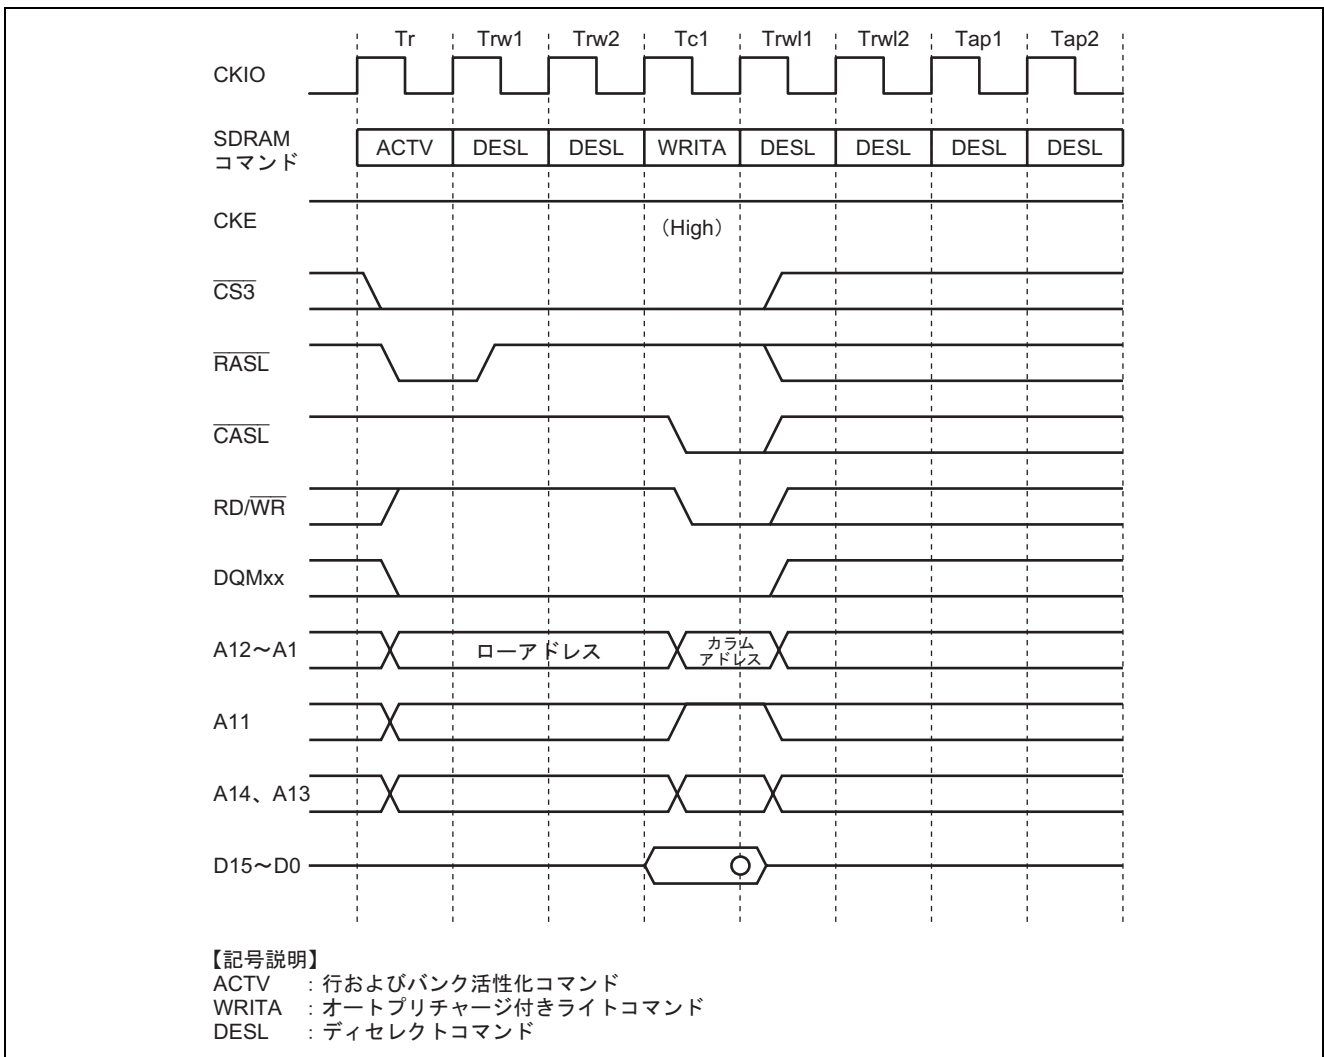 Tr Trw1 Trw2 Tc1 Trwl1 Trwl2 Tap1 Tap2
CKIO
SDRAM
コマンド
ACTV DESL DESL WRITA DESL DESL DESL DESL
CKE
(High)
CS3
RASL
CASL
RD/WR
DQMxx
A12〜A1
ローアドレス
カラム
アドレス
A11
A14、A13
D15〜D0
【記号説明】
ACTV : 行およびバンク活性化コマンド
WRITA : オートプリチャージ付きライトコマンド
DESL : ディセレクトコマンド